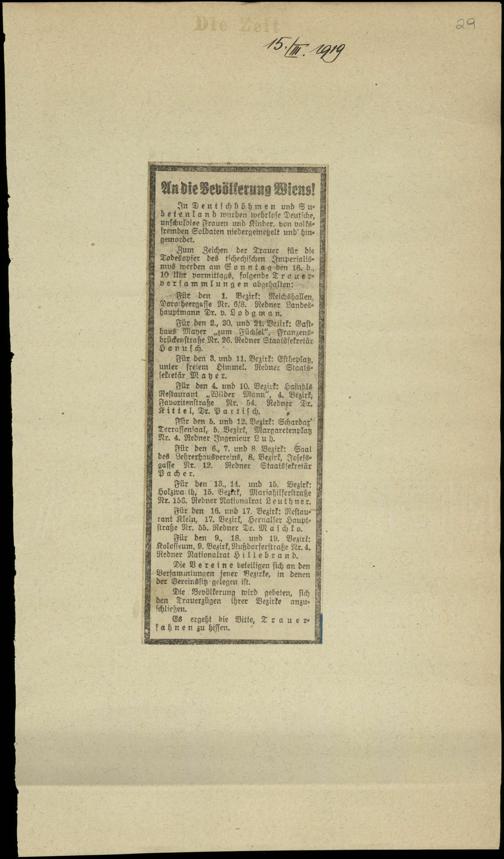 Die Zeit
29
15./III. 1919
An die Bevölkerung Wiens!
In Deutschböhmen und Su-
detenland wurden wehrlose Deutsche,
unschuldige Frauen und Kinder, von volks-
fremden Soldaten niedergemetzelt und hin-
gemordet.
Zum Zeichen der Trauer für die
Todesopfer des tschechischen Imperialis-
mus werden am Sonntag den 16. d.,
10 Uhr vormittags, folgende Trauer-
versammlungen abgehalten:
Für den 1. Bezirk: Reichshallen,
Dorotheergasse Nr. 6/8. Redner Landes-
hauptmann Dr. v. Lodgman.
Für den 2., 20. und 21. Bezirk: Gast-
haus Mayer „zum Füchsel", Franzens-
brückenstraße Nr. 26. Redner Staatssekretär
Hanusch.
Für den 3. und 11. Bezirk: Estheplatz,
unter freiem Himmel. Redner Staats-
sekretär Mayer.
Für den 4. und 10. Bezirk:
Restaurant „Wilder Mann", 4. Bezirk,
Favoritenstraße Nr. 54. Redner Dr.
Kittel, Dr. Partisch.
Für den 5. und 12. Bezirk:
Terrassensaal, 5. Bezirk, Margaretenplatz
Nr. 4. Redner Ingenieur Luh.
Für den 6., 7. und 8. Bezirk: Saal
des Lehrerhausvereins, 8. Bezirk, Josefs-
gasse Nr. 12. Redner Staatssekretär
Pacher.
Für den 13., 14. und 15. Bezirk:
15. Bezirk, Mariahilferstraße
Nr. 156. Redner Nationalrat Leuthner.
Für den 16. und 17. Bezirk: Restau-
rant Klein, 17. Bezirk, Hernalser Haupt-
straße Nr. 55. Redner Dr. Maschko.
Für den 9., 18. und 19. Bezirk:
Kolosseum, 9. Bezirk, Nußdorferstraße Nr. 4.
Redner Nationalrat Hillebrand.
Die Vereine beteiligen sich an den
Versammlungen jener Bezirke, in denen
der Vereinssitz gelegen ist.
Die Bevölkerung wird gebeten, sich
den Trauerzügen ihrer Bezirke anzu-
schließen.
Es ergeht die Bitte, Trauer-
fahnen zu hissen.